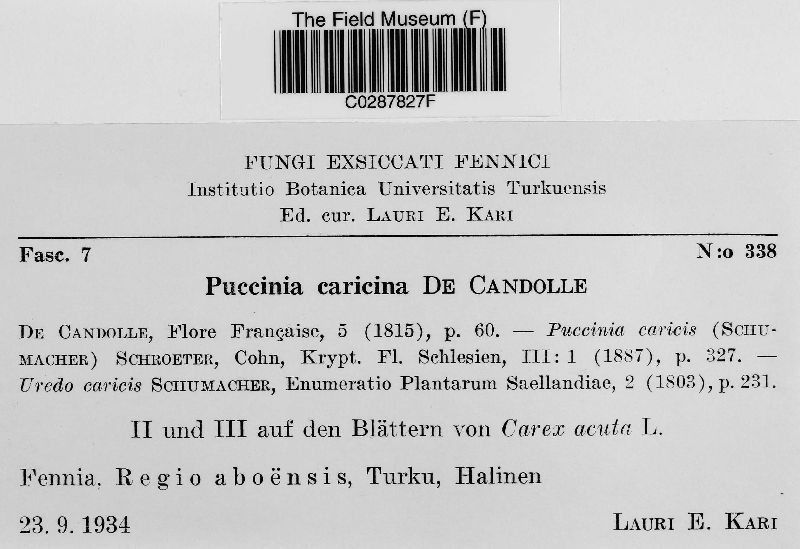 The Field Museum (F)
C0287827F
FUNGI EXSICCATI FENNICI
Institutio Botanica Universitatis Turkuensis
Ed. cur. LAURI E. KARI
Fasc. 7 N:o 338
Puccinia caricina DE CANDOLLE
DE CANDOLLE, Flore Française, 5 (1815), p. 60. — Puccinia caricis (SCHU-
MACHER) SCHROETER, Cohn, Krypt. Fl. Schlesien, III: 1 (1887), p. 327. —
Uredo caricis SCHUMACHER, Enumeratio Plantarum Saellandiae, 2 (1803), p. 231.
II und III auf den Blättern von Carex acuta L.
Fennia, Regio aboënsis, Turku, Halinen
23. 9. 1934 LAURI E. KARI